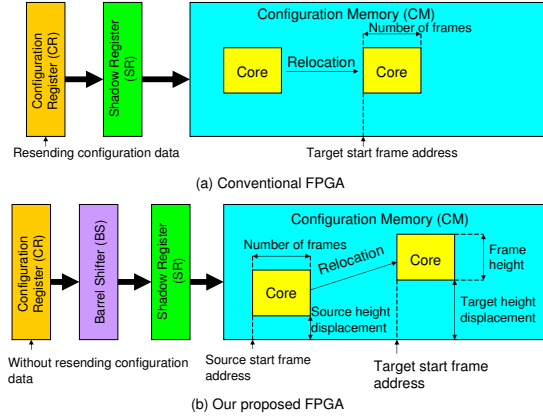 Configuration Register (CR)
Shadow Register (SR)
Configuration Memory (CM)
Number of frames
Core
Relocation
Core
Resending configuration data
Target start frame address
(a) Conventional FPGA
Configuration Register (CR)
Barrel Shifter (BS)
Shadow Register (SR)
Configuration Memory (CM)
Number of frames
Relocation
Core
Core
Frame
height
Source height
displacement
Target height
displacement
Without resending configuration
data
Source start frame
address
Target start frame
address
(b) Our proposed FPGA